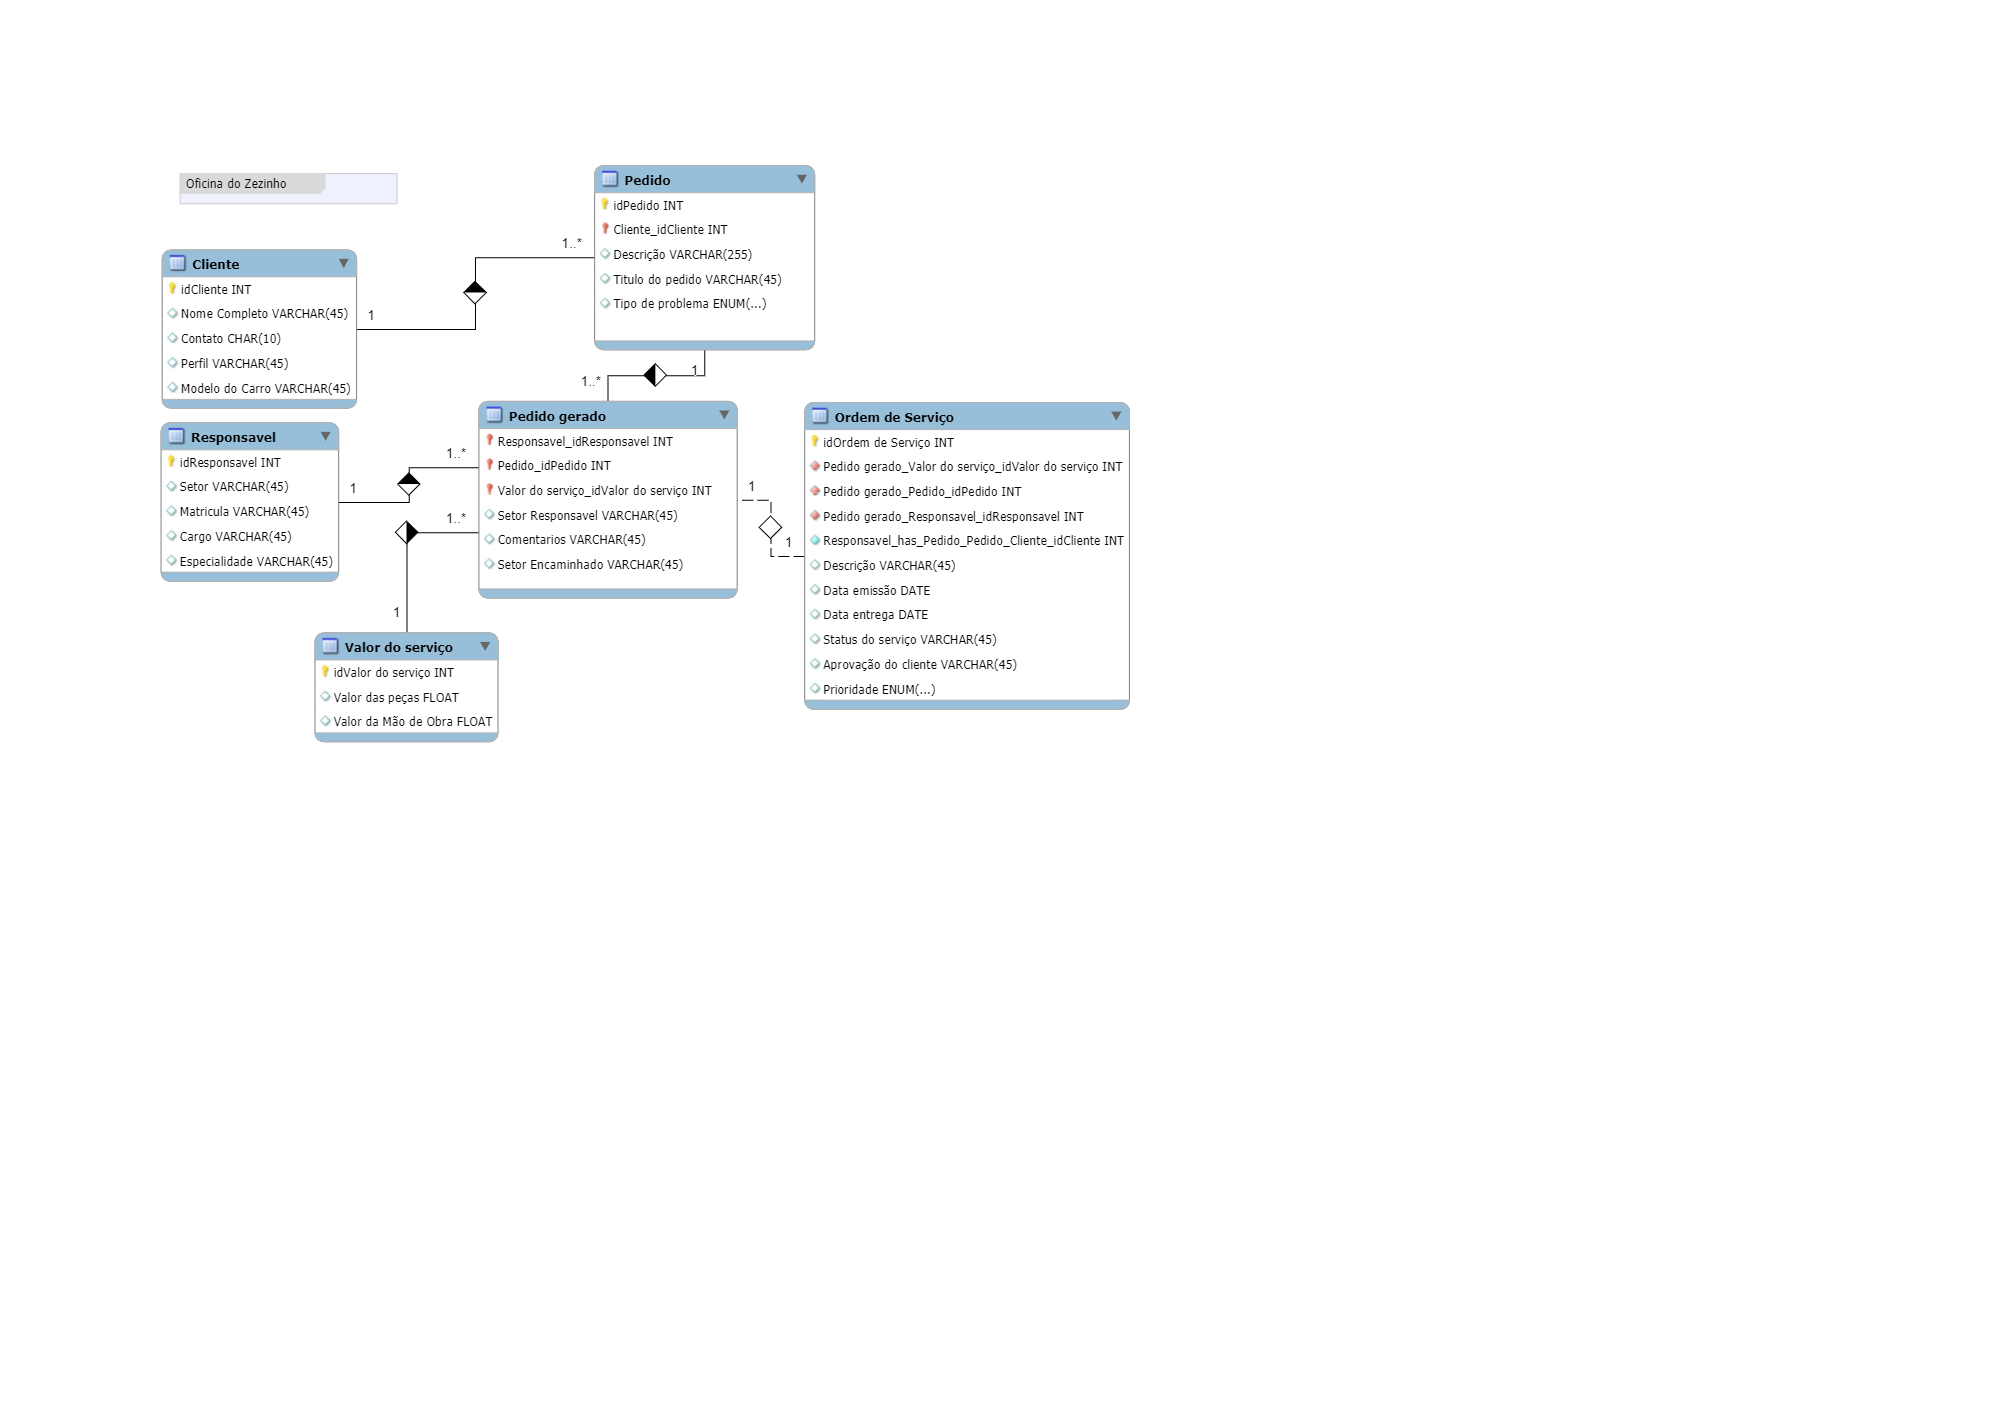 Oficina do Zezinho
Pedido
idPedido INT
Cliente_idCliente INT
Descrição VARCHAR(255)
Titulo do pedido VARCHAR(45)
Tipo de problema ENUM(...)
1..*
1
Cliente
idCliente INT
Nome Completo VARCHAR(45)
Contato CHAR(10)
Perfil VARCHAR(45)
Modelo do Carro VARCHAR(45)
1..*
1
Responsavel
idResponsavel INT
Setor VARCHAR(45)
Matricula VARCHAR(45)
Cargo VARCHAR(45)
Especialidade VARCHAR(45)
1..*
1
1..*
1
Pedido gerado
Responsavel_idResponsavel INT
Pedido_idPedido INT
Valor do serviço_idValor do serviço INT
Setor Responsavel VARCHAR(45)
Comentarios VARCHAR(45)
Setor Encaminhado VARCHAR(45)
1
1
Ordem de Serviço
idOrdem de Serviço INT
Pedido gerado_Valor do serviço_idValor do serviço INT
Pedido gerado_Pedido_idPedido INT
Pedido gerado_Responsavel_idResponsavel INT
Responsavel_has_Pedido_Pedido_Cliente_idCliente INT
Descrição VARCHAR(45)
Data emissão DATE
Data entrega DATE
Status do serviço VARCHAR(45)
Aprovação do cliente VARCHAR(45)
Prioridade ENUM(...)
Valor do serviço
idValor do serviço INT
Valor das peças FLOAT
Valor da Mão de Obra FLOAT